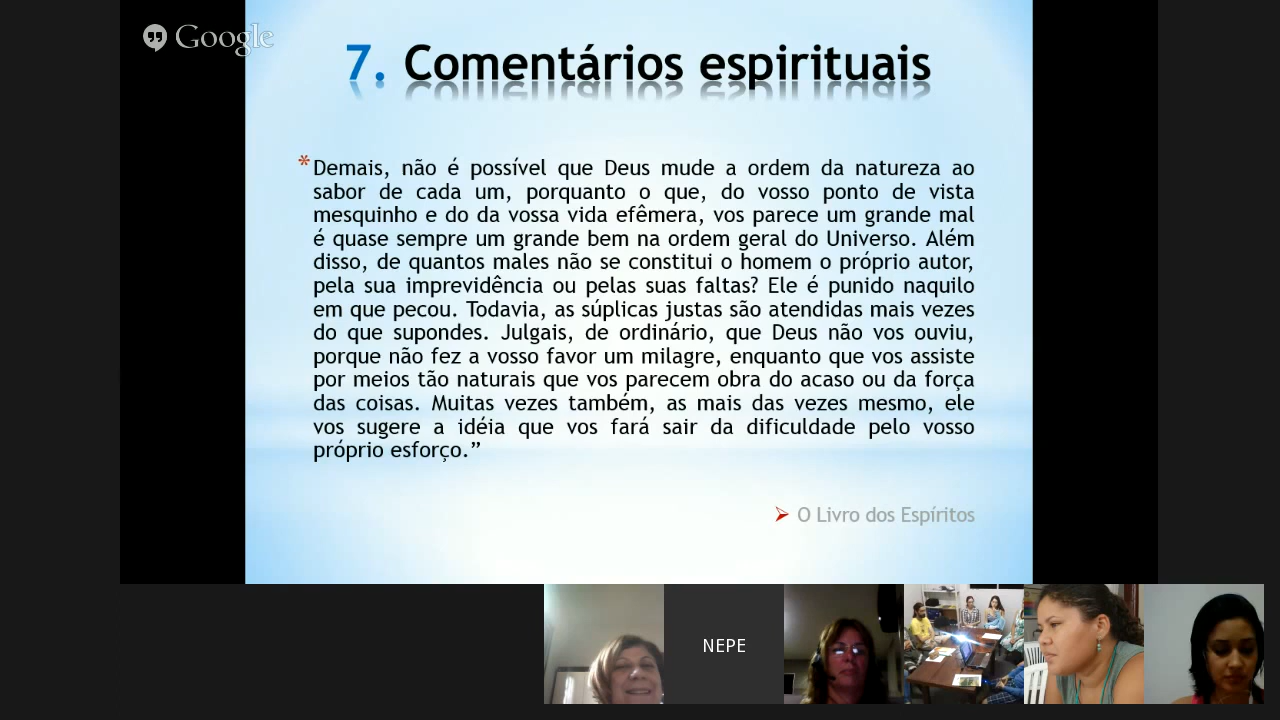 Google
7. Comentários espirituais
* Demais, não é possível que Deus mude a ordem da natureza ao
sabor de cada um, porquanto o que, do vosso ponto de vista
mesquinho e do da vossa vida efêmera, vos parece um grande mal
é quase sempre um grande bem na ordem geral do Universo. Além
disso, de quantos males não se constitui o homem o próprio autor,
pela sua imprevidência ou pelas suas faltas? Ele é punido naquilo
em que pecou. Todavia, as súplicas justas são atendidas mais vezes
do que supondes. Julgais, de ordinário, que Deus não vos ouviu,
porque não fez a vosso favor um milagre, enquanto que vos assiste
por meios tão naturais que vos parecem obra do acaso ou da força
das coisas. Muitas vezes também, as mais das vezes mesmo, ele
vos sugere a idéia que vos fará sair da dificuldade pelo vosso
próprio esforço.”
O Livro dos Espíritos
NEPE